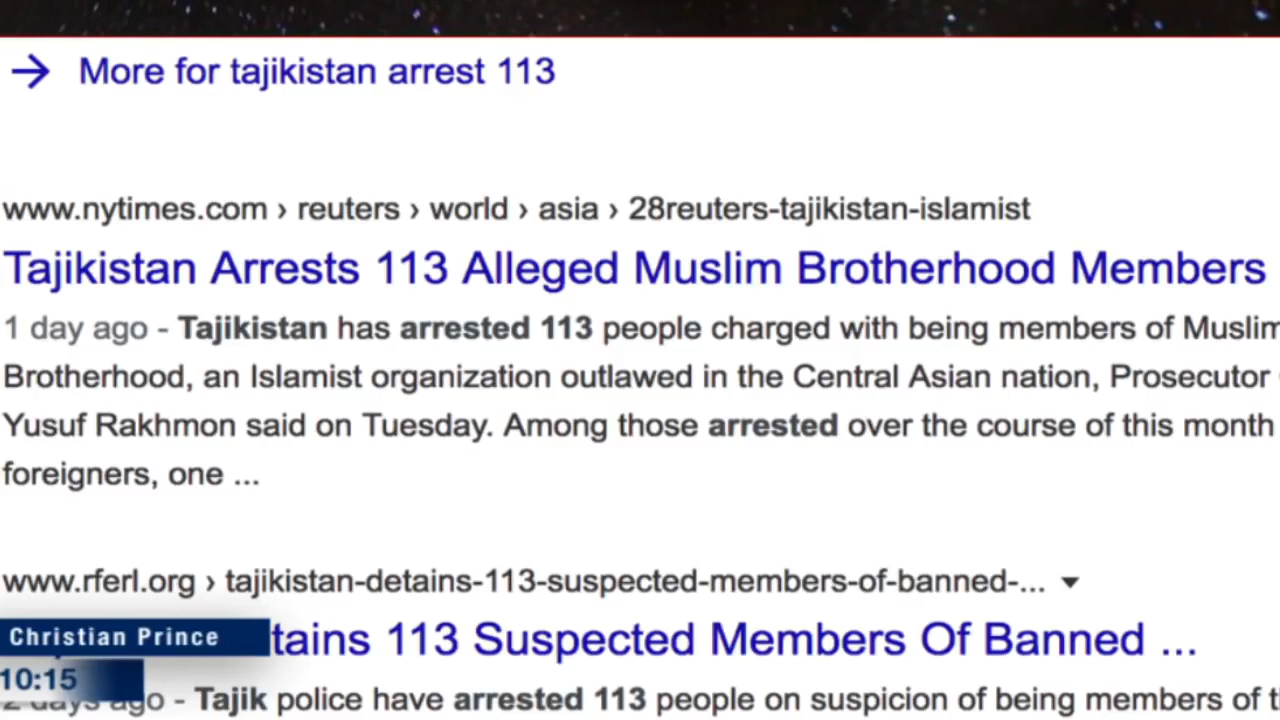 → More for tajikistan arrest 113
www.nytimes.com › reuters › world › asia › 28reuters-tajikistan-islamist
Tajikistan Arrests 113 Alleged Muslim Brotherhood Members
1 day ago - Tajikistan has arrested 113 people charged with being members of Muslim
Brotherhood, an Islamist organization outlawed in the Central Asian nation, Prosecutor
Yusuf Rakhmon said on Tuesday. Among those arrested over the course of this month
foreigners, one ...
www.rferl.org › tajikistan-detains-113-suspected-members-of-banned-...
Christian Prince
tains 113 Suspected Members Of Banned ...
10:15
2 days ago - Tajik police have arrested 113 people on suspicion of being members of t